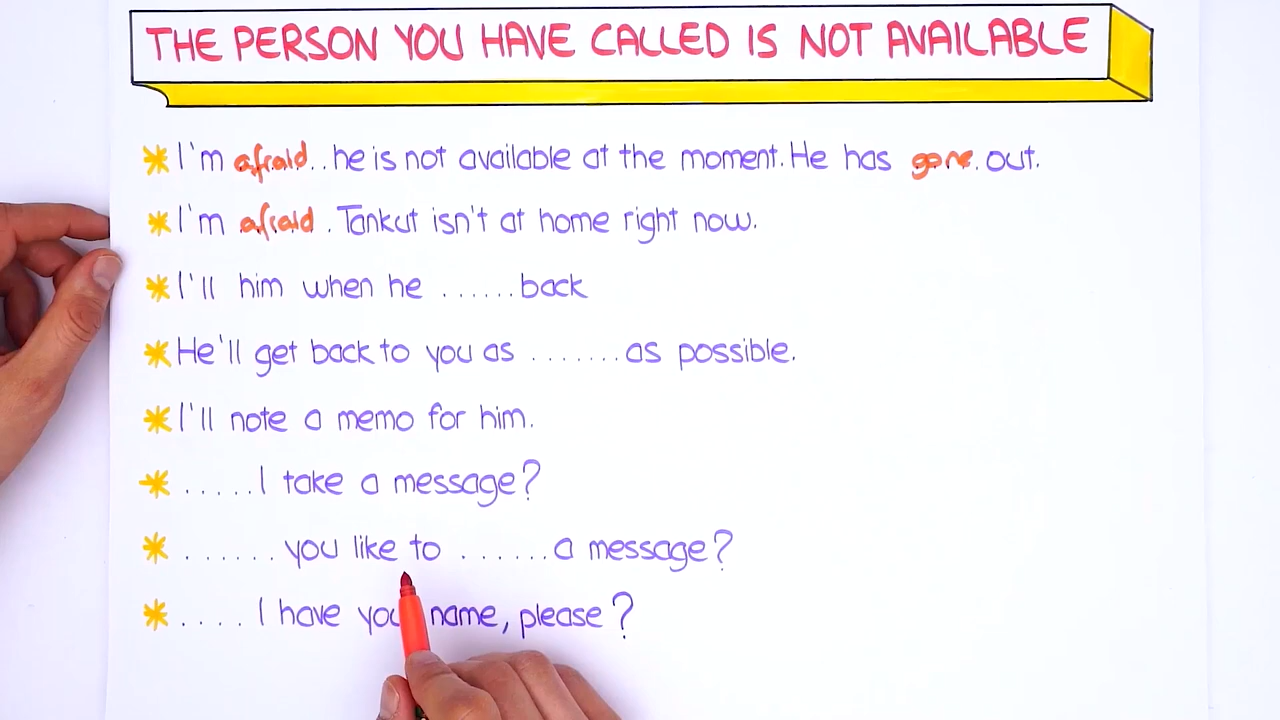 THE PERSON YOU HAVE CALLED IS NOT AVAILABLE
I'm afraid.. he is not available at the moment. He has gone. out.
I'm afraid. Tankut isn't at home right now.
I'll him when he ...... back
He'll get back to you as ....... as possible.
I'll note a memo for him.
..... I take a message?
...... you like to ...... a message?
.... I have you name, please?